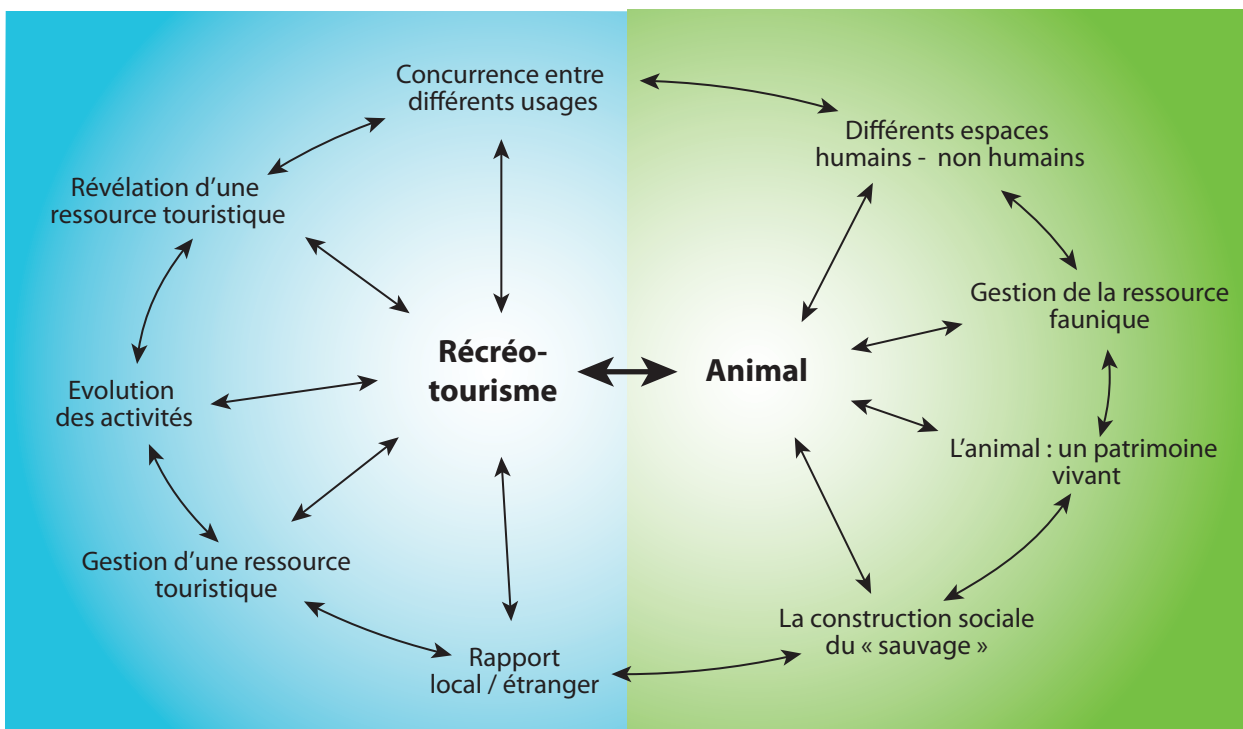 Concurrence entre
différents usages
Différents espaces
humains - non humains
Révélation d'une
ressource touristique
Gestion de la ressource
faunique
Récréo-
tourisme
Animal
Evolution
des activités
L'animal : un patrimoine
vivant
Gestion d'une ressource
touristique
La construction sociale
du « sauvage »
Rapport
local / étranger